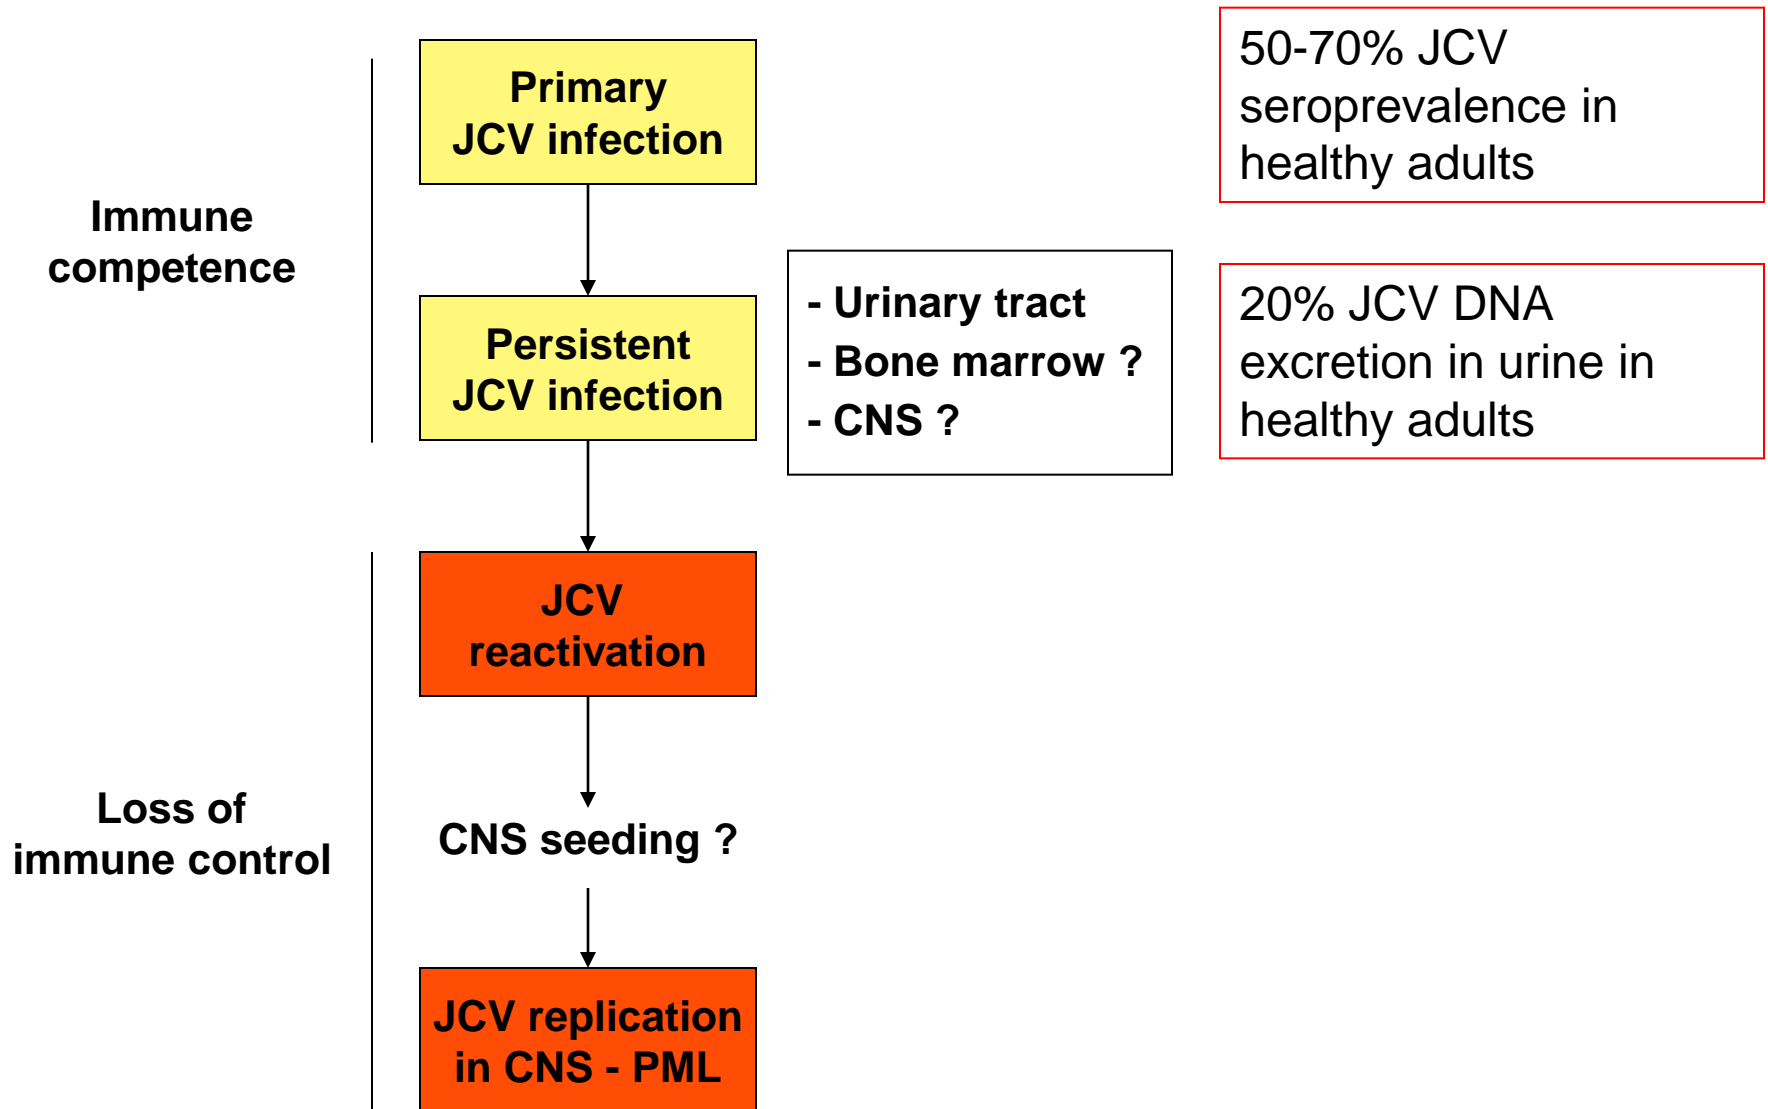 Primary
JCV infection
50-70% JCV
seroprevalence in
healthy adults
Immune
competence
Persistent
JCV infection
- Urinary tract
- Bone marrow ?
- CNS ?
20% JCV DNA
excretion in urine in
healthy adults
JCV
reactivation
Loss of
immune control
CNS seeding ?
JCV replication
in CNS - PML